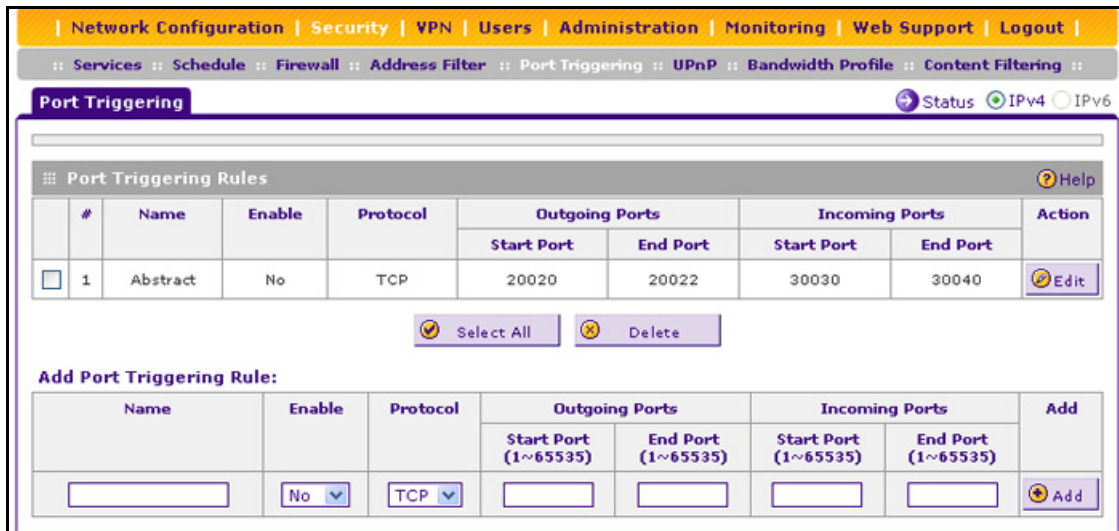 | Network Configuration | Security | VPN | Users | Administration | Monitoring | Web Support | Logout |
:: Services :: Schedule :: Firewall :: Address Filter :: Port Triggering :: UPnP :: Bandwidth Profile :: Content Filtering ::
Port Triggering Status IPv4 IPv6
Port Triggering Rules Help
# Name Enable Protocol Outgoing Ports Incoming Ports Action
Start Port End Port Start Port End Port
1 Abstract No TCP 20020 20022 30030 30040 Edit
Select All Delete
Add Port Triggering Rule:
Name Enable Protocol Outgoing Ports Incoming Ports Add
Start Port End Port Start Port End Port
(1~65535) (1~65535) (1~65535) (1~65535)
No TCP Add